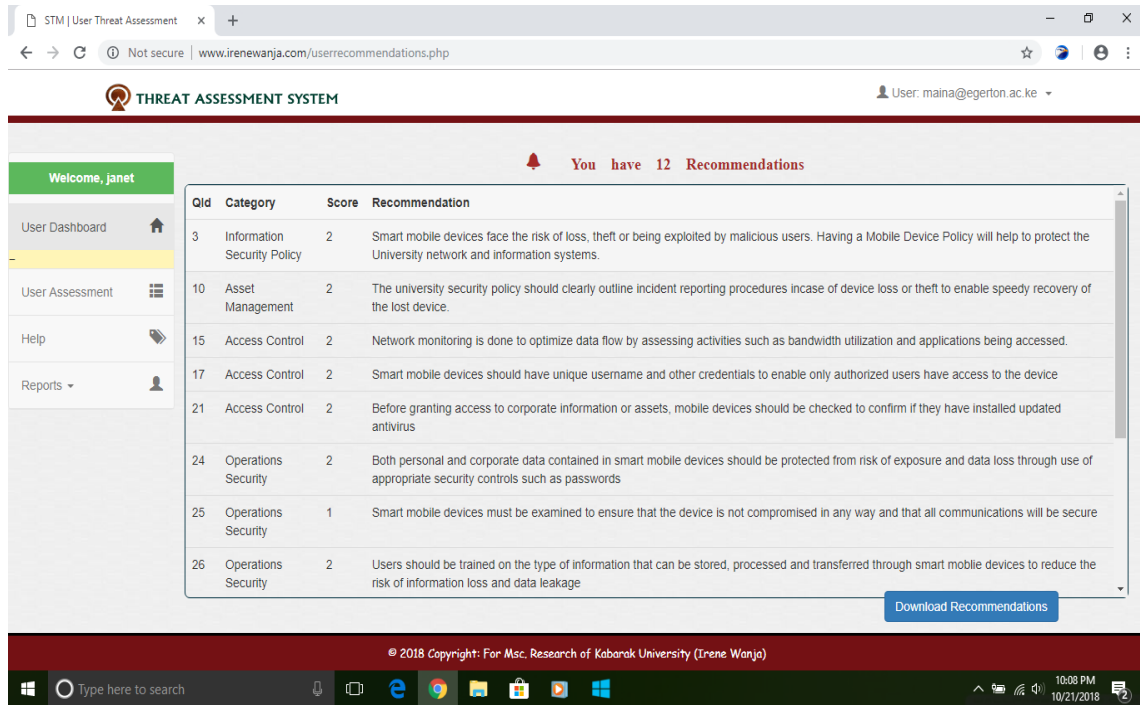 STM | User Threat Assessment
Not secure | www.irenewanja.com/userrecommendations.php
THREAT ASSESSMENT SYSTEM
User: maina@egerton.ac.ke
Welcome, janet
User Dashboard
User Assessment
Help
Reports
You have 12 Recommendations
QId Category Score Recommendation
3 Information Security Policy 2 Smart mobile devices face the risk of loss, theft or being exploited by malicious users. Having a Mobile Device Policy will help to protect the
University network and information systems.
10 Asset Management 2 The university security policy should clearly outline incident reporting procedures incase of device loss or theft to enable speedy recovery of
the lost device.
15 Access Control 2 Network monitoring is done to optimize data flow by assessing activities such as bandwidth utilization and applications being accessed.
17 Access Control 2 Smart mobile devices should have unique username and other credentials to enable only authorized users have access to the device
21 Access Control 2 Before granting access to corporate information or assets, mobile devices should be checked to confirm if they have installed updated
antivirus
24 Operations Security 2 Both personal and corporate data contained in smart mobile devices should be protected from risk of exposure and data loss through use of
appropriate security controls such as passwords
25 Operations Security 1 Smart mobile devices must be examined to ensure that the device is not compromised in any way and that all communications will be secure
26 Operations Security 2 Users should be trained on the type of information that can be stored, processed and transferred through smart moblie devices to reduce the
risk of information loss and data leakage
Download Recommendations
© 2018 Copyright: For Msc. Research of Kabarak University (Irene Wanja)
Type here to search
10:08 PM
10/21/2018
2